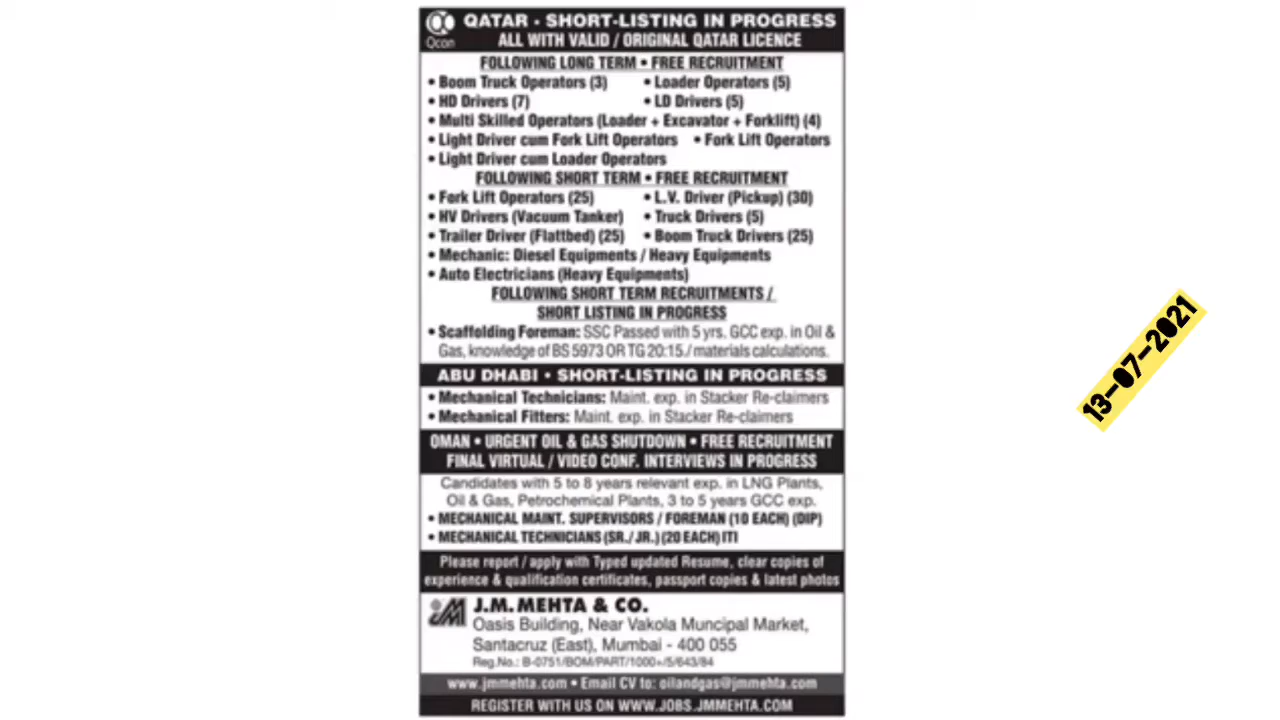 QATAR - SHORT-LISTING IN PROGRESS
Qcon
ALL WITH VALID / ORIGINAL QATAR LICENCE
FOLLOWING LONG TERM • FREE RECRUITMENT
• Boom Truck Operators (3) • Loader Operators (5)
• HD Drivers (7) • LD Drivers (5)
• Multi Skilled Operators (Loader + Excavator + Forklift) (4)
• Light Driver cum Fork Lift Operators • Fork Lift Operators
• Light Driver cum Loader Operators
FOLLOWING SHORT TERM • FREE RECRUITMENT
• Fork Lift Operators (25) • L.V. Driver (Pickup) (30)
• HV Drivers (Vacuum Tanker) • Truck Drivers (5)
• Trailer Driver (Flattbed) (25) • Boom Truck Drivers (25)
• Mechanic: Diesel Equipments / Heavy Equipments
• Auto Electricians (Heavy Equipments)
FOLLOWING SHORT TERM RECRUITMENTS /
SHORT LISTING IN PROGRESS
• Scaffolding Foreman: SSC Passed with 5 yrs. GCC exp. in Oil &
Gas, knowledge of BS 5973 OR TG 20:15./ materials calculations.
ABU DHABI • SHORT-LISTING IN PROGRESS
• Mechanical Technicians: Maint. exp. in Stacker Re-claimers
• Mechanical Fitters: Maint. exp. in Stacker Re-claimers
OMAN • URGENT OIL & GAS SHUTDOWN • FREE RECRUITMENT
FINAL VIRTUAL / VIDEO CONF. INTERVIEWS IN PROGRESS
Candidates with 5 to 8 years relevant exp. in LNG Plants,
Oil & Gas, Petrochemical Plants, 3 to 5 years GCC exp.
• MECHANICAL MAINT. SUPERVISORS / FOREMAN (10 EACH) (DIP)
• MECHANICAL TECHNICIANS (SR./ JR.) (20 EACH) ITI
Please report / apply with Typed updated Resume, clear copies of
experience & qualification certificates, passport copies & latest photos
J.M. MEHTA & CO.
Oasis Building, Near Vakola Muncipal Market,
Santacruz (East), Mumbai - 400 055
Reg.No.: B-0751/BOM/PART/1000+/5/643/84
www.jmmehta.com • Email CV to: oilandgas@jmmehta.com
REGISTER WITH US ON WWW.JOBS.JMMEHTA.COM
13-07-2021